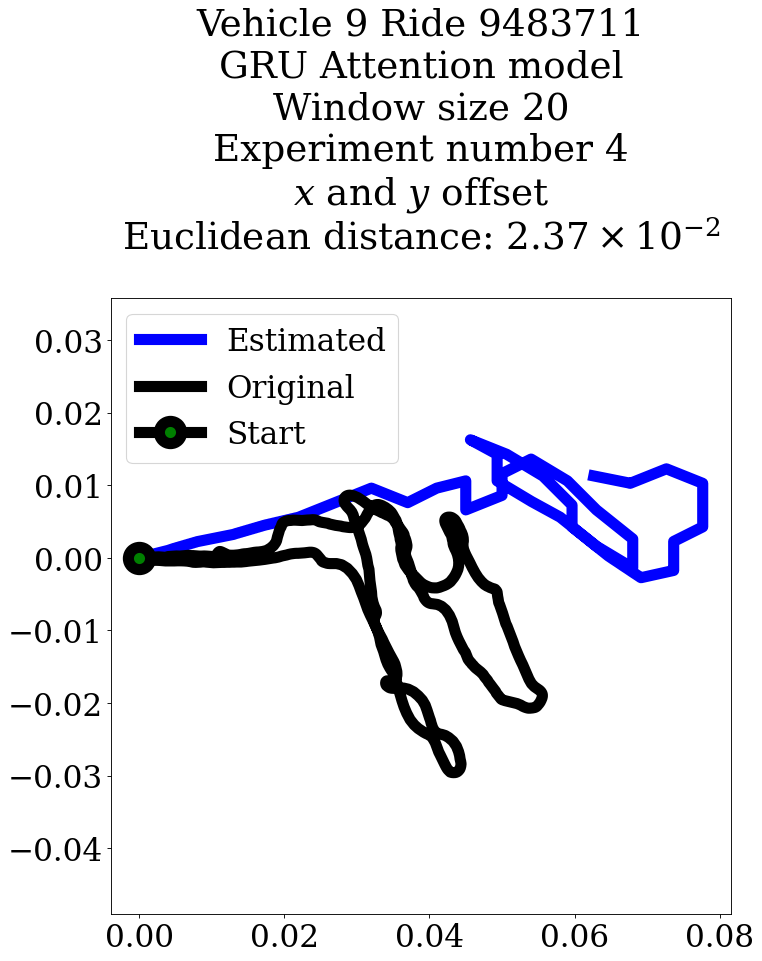 Vehicle 9 Ride 9483711
GRU Attention model
Window size 20
Experiment number 4
x and y offset
Euclidean distance: 2.37 × 10⁻²
Estimated
Original
Start
0.03
0.02
0.01
0.00
−0.01
−0.02
−0.03
−0.04
0.00 0.02 0.04 0.06 0.08